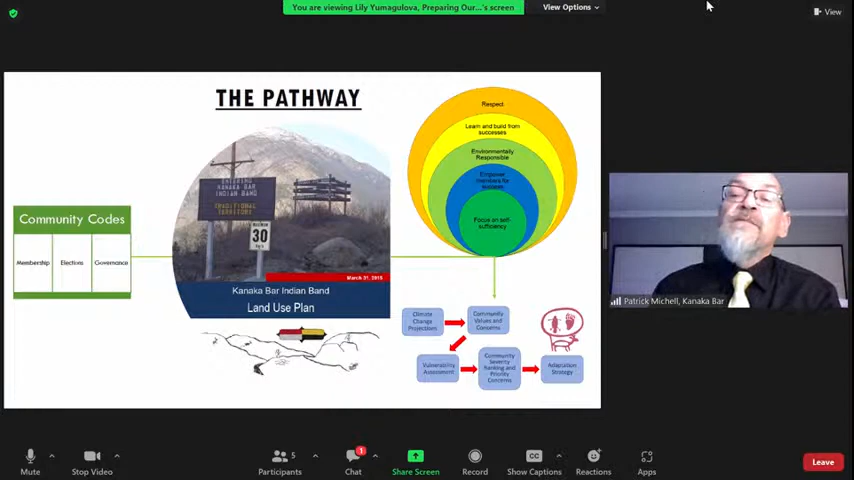 You are viewing Lily Yumagulova, Preparing Our...'s screen
View Options
View
THE PATHWAY
Community Codes
Membership
Elections
Governance
ENTERING
KANAKA BAR
INDIAN BAND
TRADITIONAL
TERRITORY
MAXIMUM
30
March 31, 2015
Kanaka Bar Indian Band
Land Use Plan
Respect
Learn and build from
successes
Environmentally
Responsible
Empower
members for
success
Focus on self-
sufficiency
Climate
Change
Projections
Community
Values and
Concerns
Vulnerability
Assessment
Community
Severity
Ranking and
Priority
Concerns
Adaptation
Strategy
Patrick Michell, Kanaka Bar
Mute
Stop Video
5
Participants
1
Chat
Share Screen
Record
CC
Show Captions
Reactions
Apps
Leave